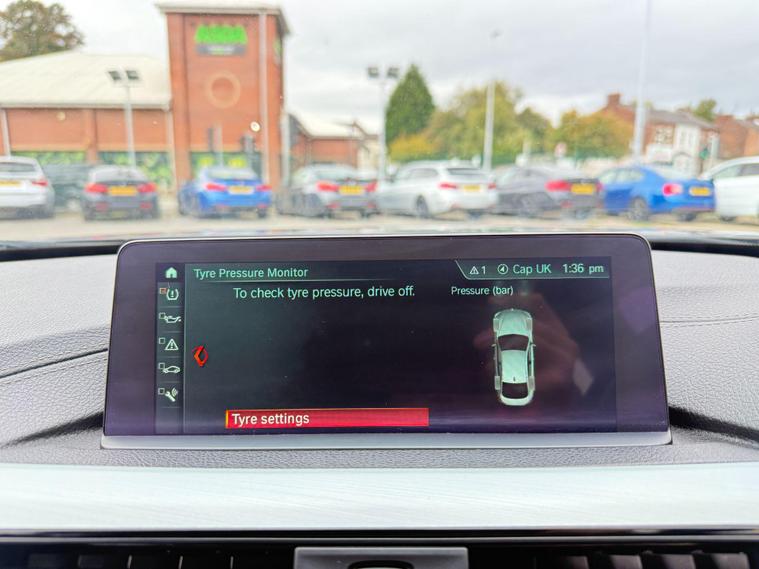 ASDA
Tyre Pressure Monitor
1
Cap UK
1:36 pm
To check tyre pressure, drive off.
Pressure (bar)
Tyre settings